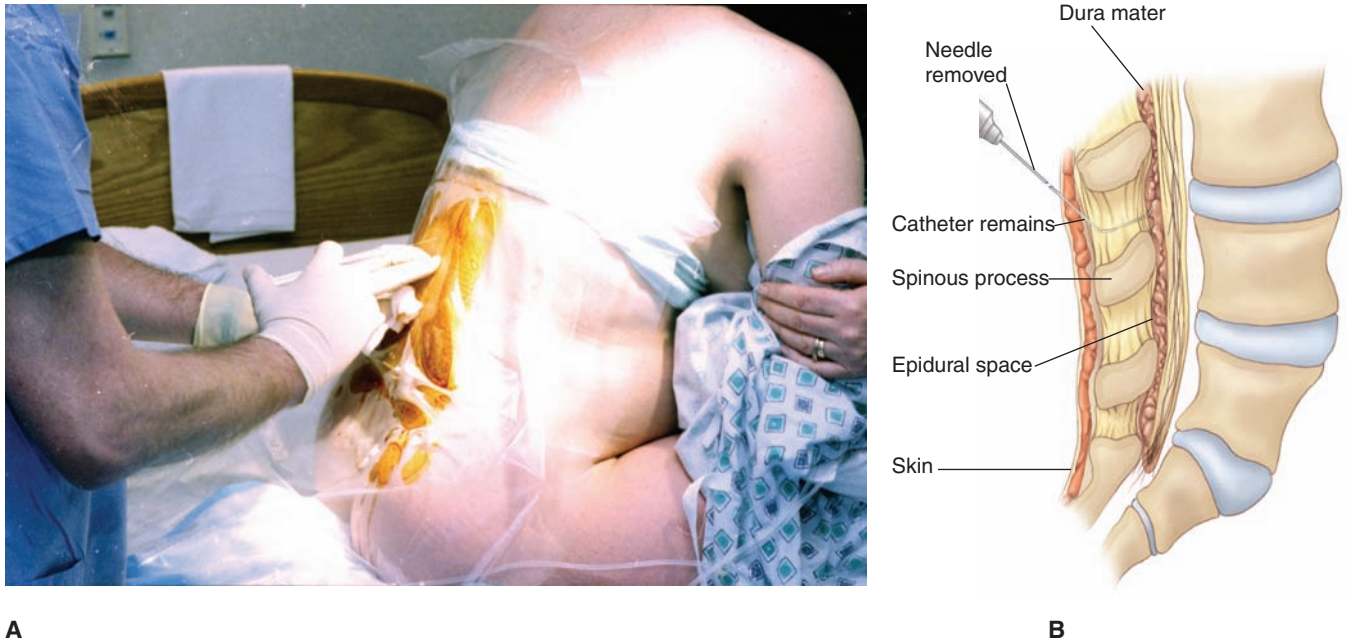 Dura mater
Needle
removed
Catheter remains
Spinous process
Epidural space
Skin
A
B